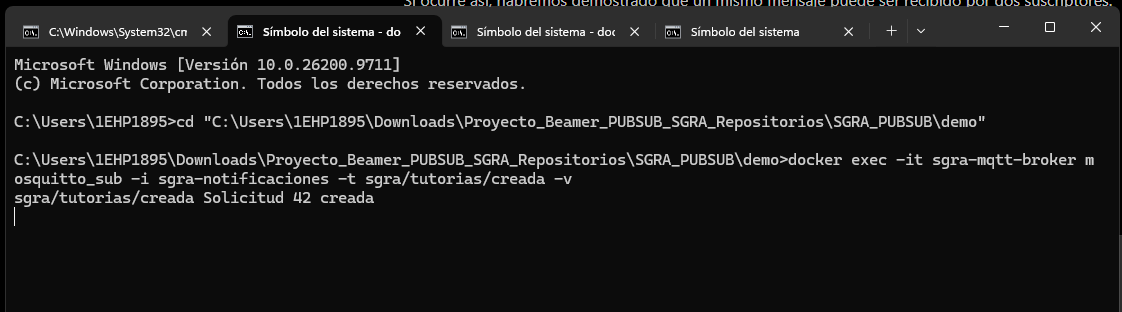 Si ocurre así, habremos demostrado que un mismo mensaje puede ser recibido por dos suscriptores.
C:\Windows\System32\cm
Símbolo del sistema - do
Símbolo del sistema - doc
Símbolo del sistema
Microsoft Windows [Versión 10.0.26200.9711]
(c) Microsoft Corporation. Todos los derechos reservados.
C:\Users\1EHP1895>cd "C:\Users\1EHP1895\Downloads\Proyecto_Beamer_PUBSUB_SGRA_Repositorios\SGRA_PUBSUB\demo"
C:\Users\1EHP1895\Downloads\Proyecto_Beamer_PUBSUB_SGRA_Repositorios\SGRA_PUBSUB\demo>docker exec -it sgra-mqtt-broker m
osquitto_sub -i sgra-notificaciones -t sgra/tutorias/creada -v
sgra/tutorias/creada Solicitud 42 creada